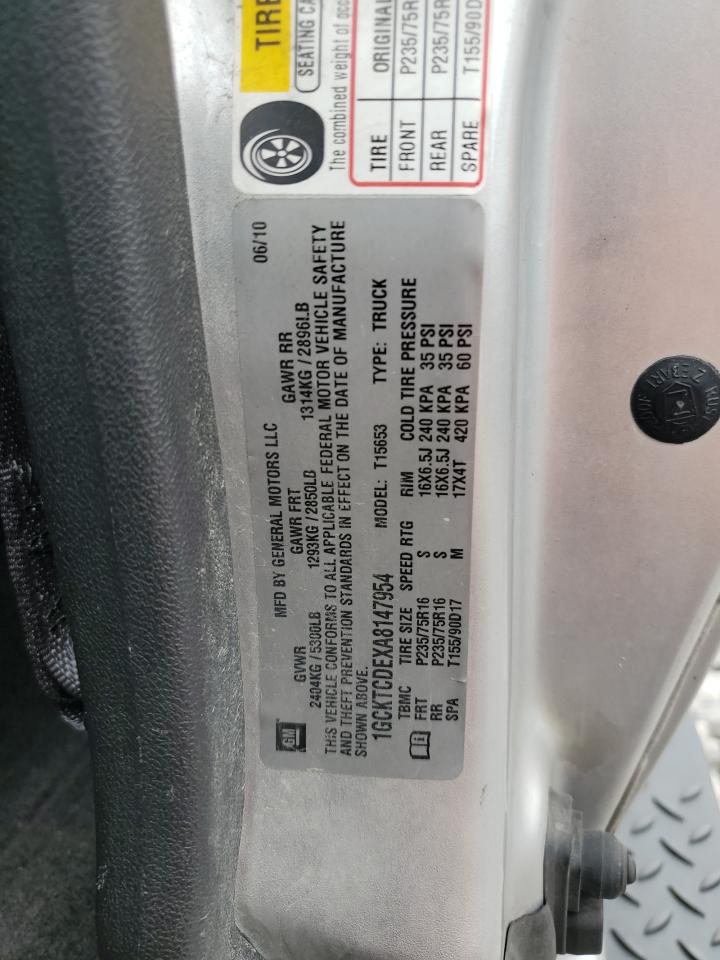 TIRE
SEATING CA
The combined weight of occ
TIRE ORIGINAL
FRONT P235/75R
REAR P235/75R
SPARE T155/90D
MFD BY GENERAL MOTORS LLC 06/10
GVWR GAWR FRT GAWR RR
2404KG/5300LB 1293KG/2850LB 1314KG/2896LB
THIS VEHICLE CONFORMS TO ALL APPLICABLE FEDERAL MOTOR VEHICLE SAFETY
AND THEFT PREVENTION STANDARDS IN EFFECT ON THE DATE OF MANUFACTURE
SHOWN ABOVE.
1GCKTCDEXA8147954 MODEL: T15653 TYPE: TRUCK
TBMC TIRE SIZE SPEED RTG RIM COLD TIRE PRESSURE
FRT P235/75R16 S 16X6.5J 240 KPA 35 PSI
RR P235/75R16 S 16X6.5J 240 KPA 35 PSI
SPA T155/90D17 M 17X4T 420 KPA 60 PSI
GM
ZIEBART